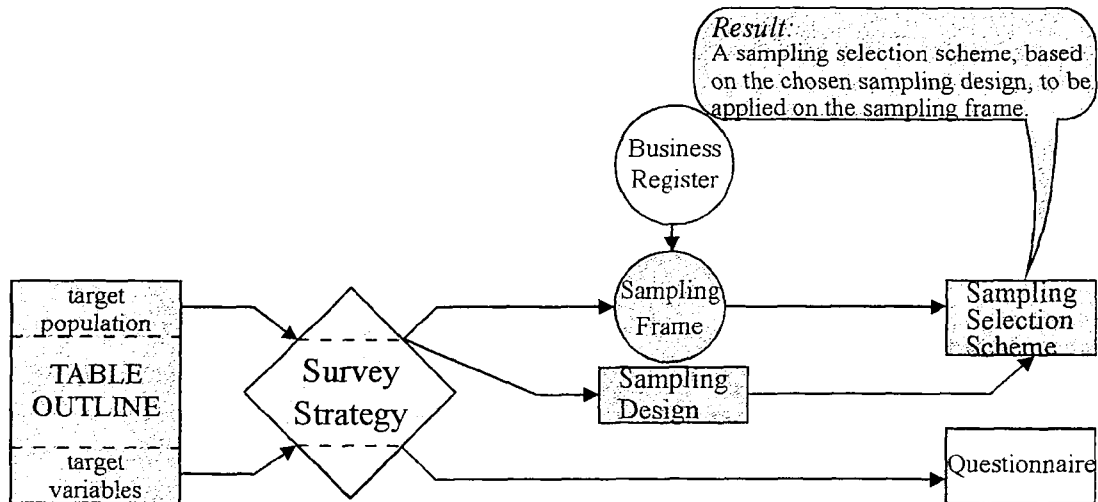 Result:
A sampling selection scheme, based
on the chosen sampling design, to be
applied on the sampling frame.
Business
Register
target
population
TABLE
OUTLINE
target
variables
Survey
Strategy
Sampling
Frame
Sampling
Design
Sampling
Selection
Scheme
Questionnaire